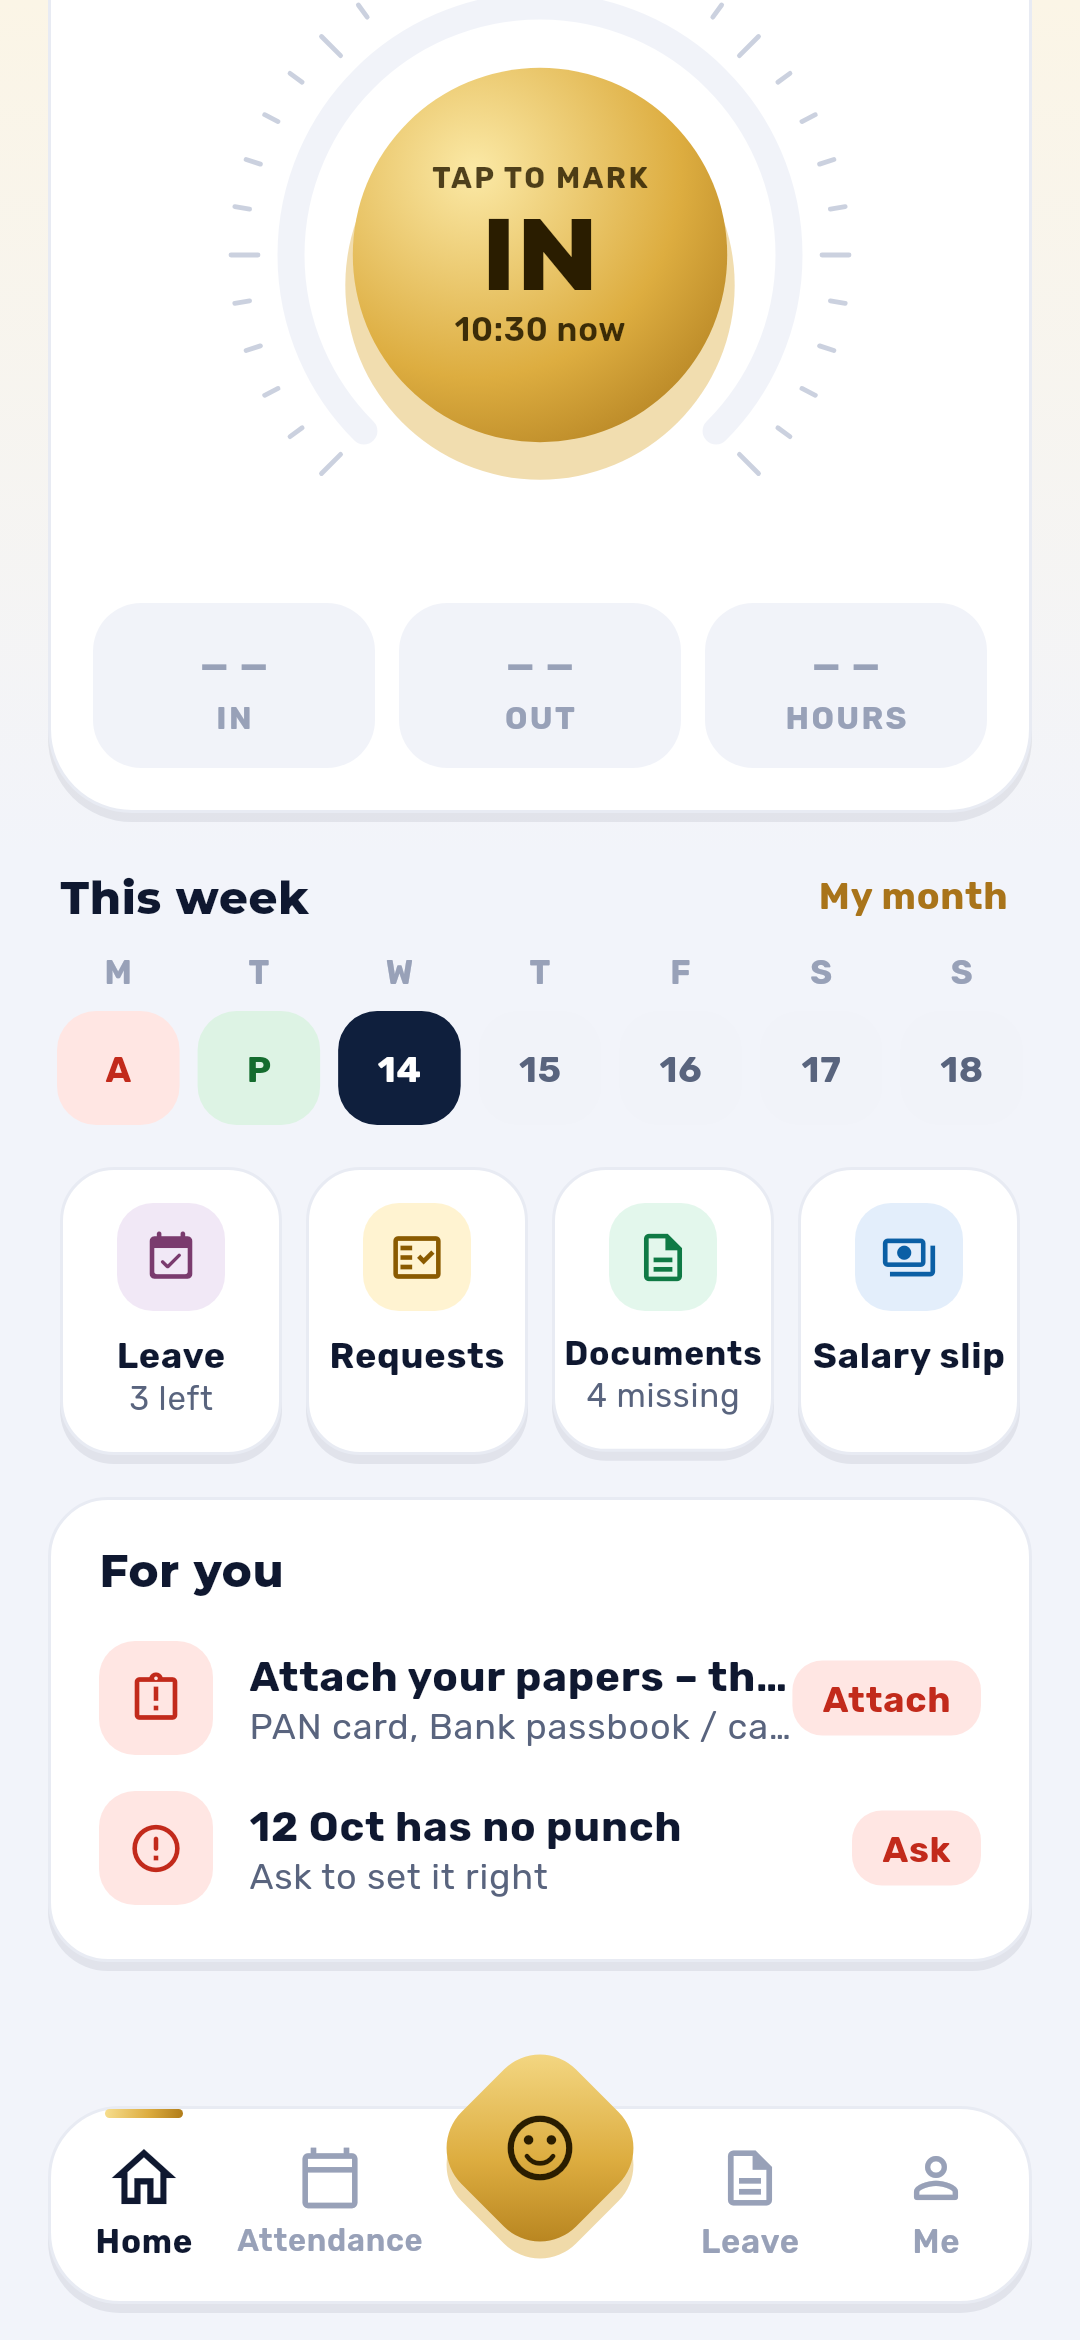 TAP TO MARK
IN
10:30 now
– – – – – –
IN OUT HOURS
This week My month
M T W T F S S
A P 14 15 16 17 18
Leave Requests Documents Salary slip
3 left 4 missing
For you
Attach your papers – th… Attach
PAN card, Bank passbook / ca…
12 Oct has no punch Ask
Ask to set it right
Home Attendance Leave Me